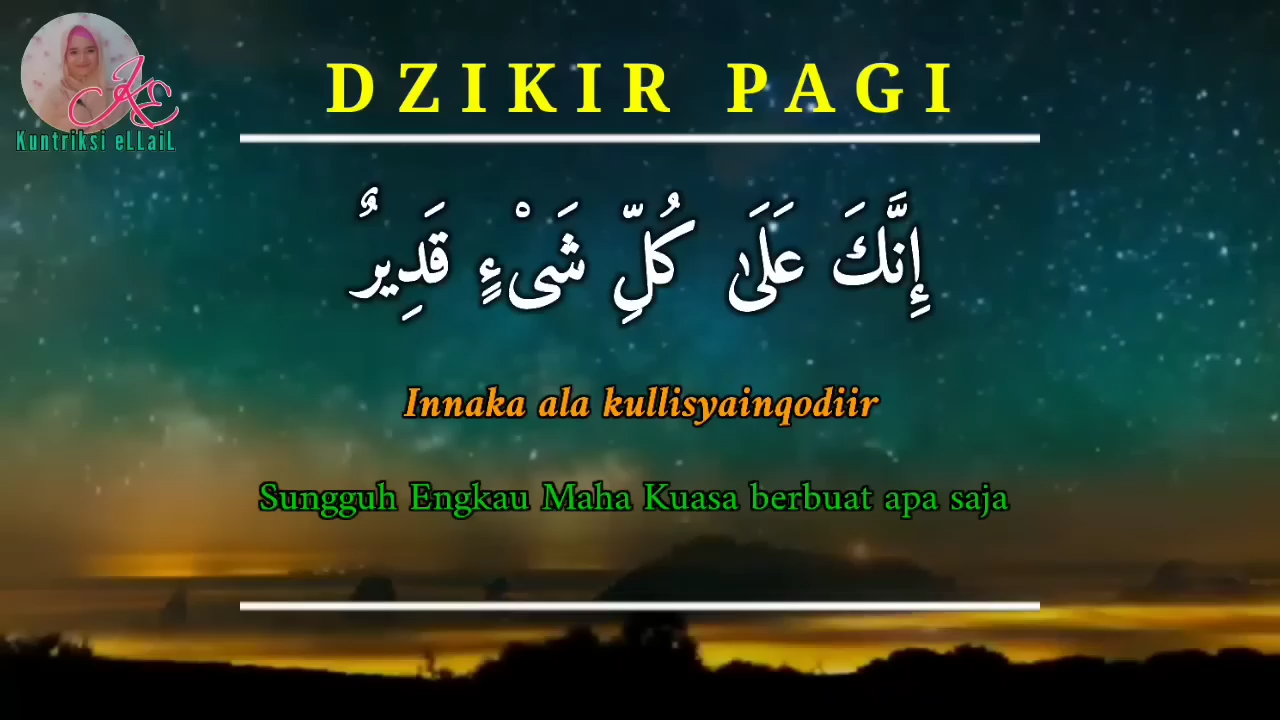 DZIKIR PAGI
Kuntriksi eLLaiL
إِنَّكَ عَلَىٰ كُلِّ شَىْءٍ قَدِيرٌ
Innaka ala kullisyainqodiir
Sungguh Engkau Maha Kuasa berbuat apa saja